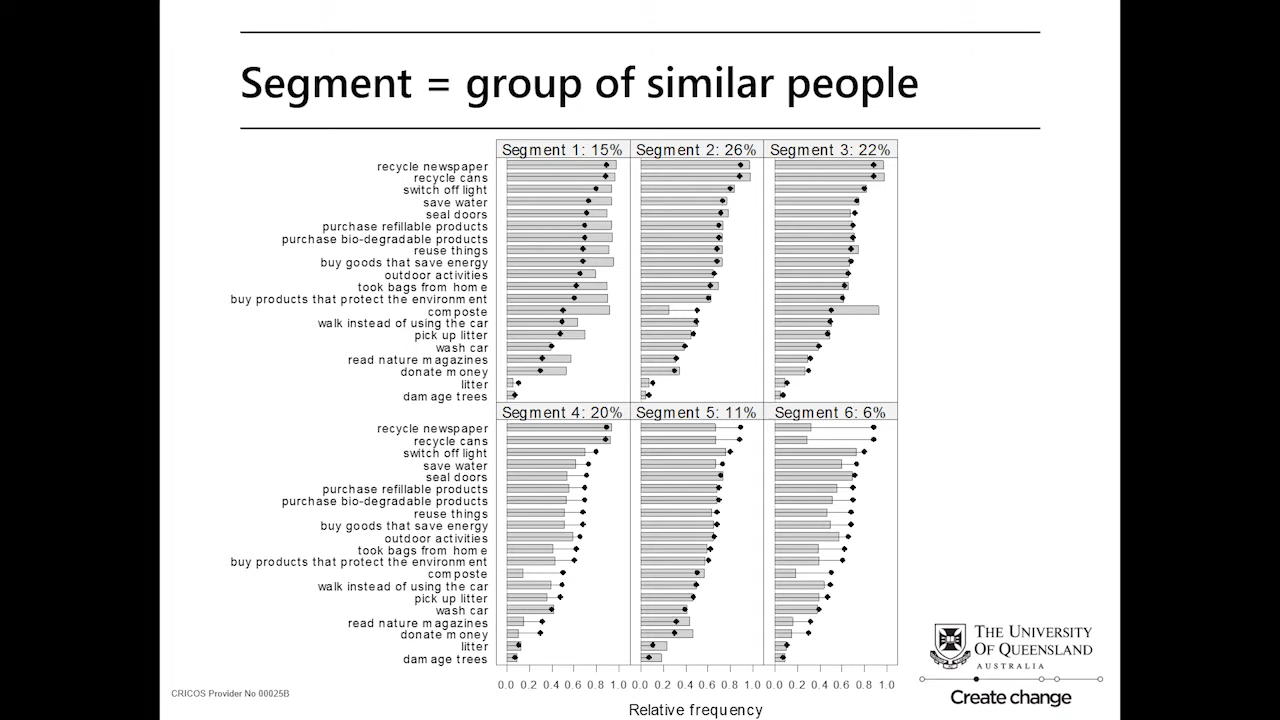 Segment = group of similar people
Segment 1: 15% Segment 2: 26% Segment 3: 22%
recycle newspaper
recycle cans
switch off light
save water
seal doors
purchase refillable products
purchase bio-degradable products
reuse things
buy goods that save energy
outdoor activities
took bags from home
buy products that protect the environment
composte
walk instead of using the car
pick up litter
wash car
read nature magazines
donate money
litter
damage trees
Segment 4: 20% Segment 5: 11% Segment 6: 6%
recycle newspaper
recycle cans
switch off light
save water
seal doors
purchase refillable products
purchase bio-degradable products
reuse things
buy goods that save energy
outdoor activities
took bags from home
buy products that protect the environment
composte
walk instead of using the car
pick up litter
wash car
read nature magazines
donate money
litter
damage trees
0.0 0.2 0.4 0.6 0.8 1.0 0.0 0.2 0.4 0.6 0.8 1.0 0.0 0.2 0.4 0.6 0.8 1.0
Relative frequency
CRICOS Provider No 00025B
THE UNIVERSITY
OF QUEENSLAND
AUSTRALIA
Create change